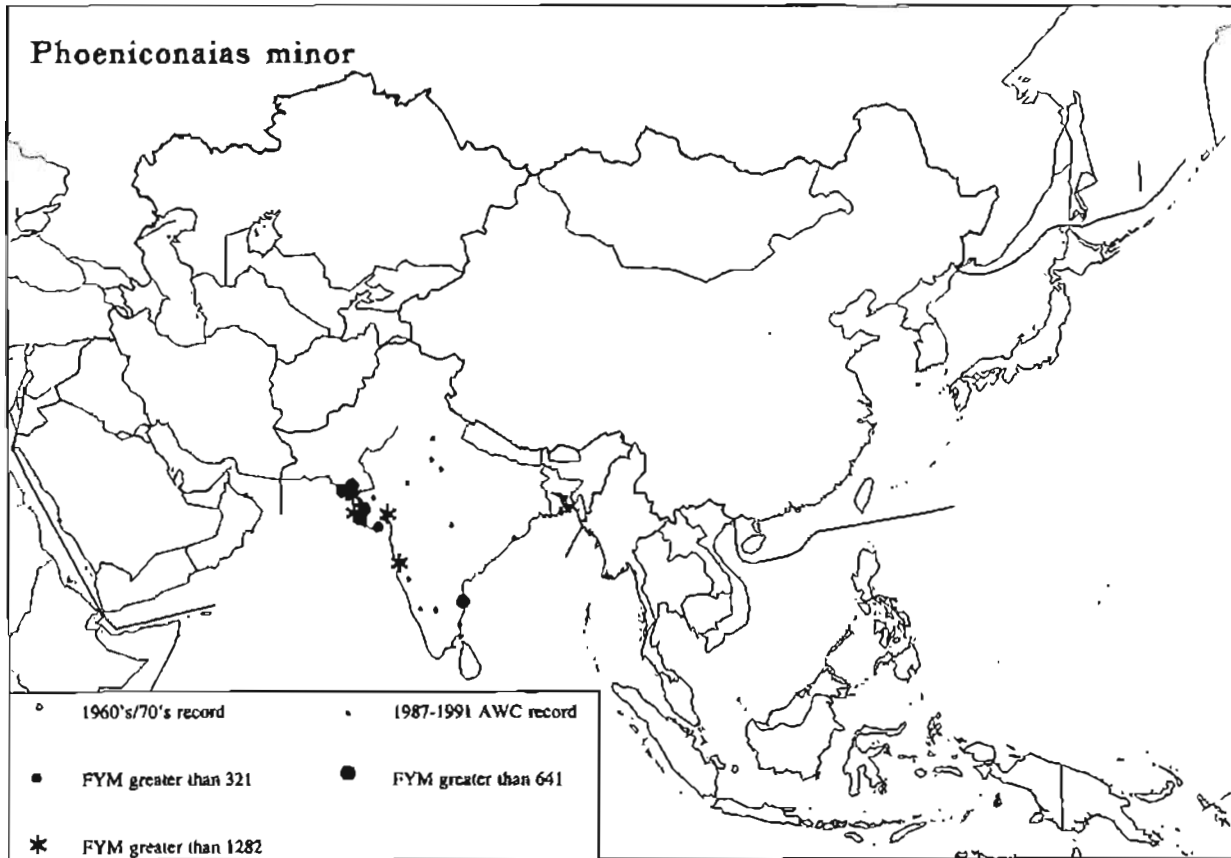 Phoeniconaias minor
1960's/70's record
1987-1991 AWC record
FYM greater than 321
FYM greater than 641
FYM greater than 1282